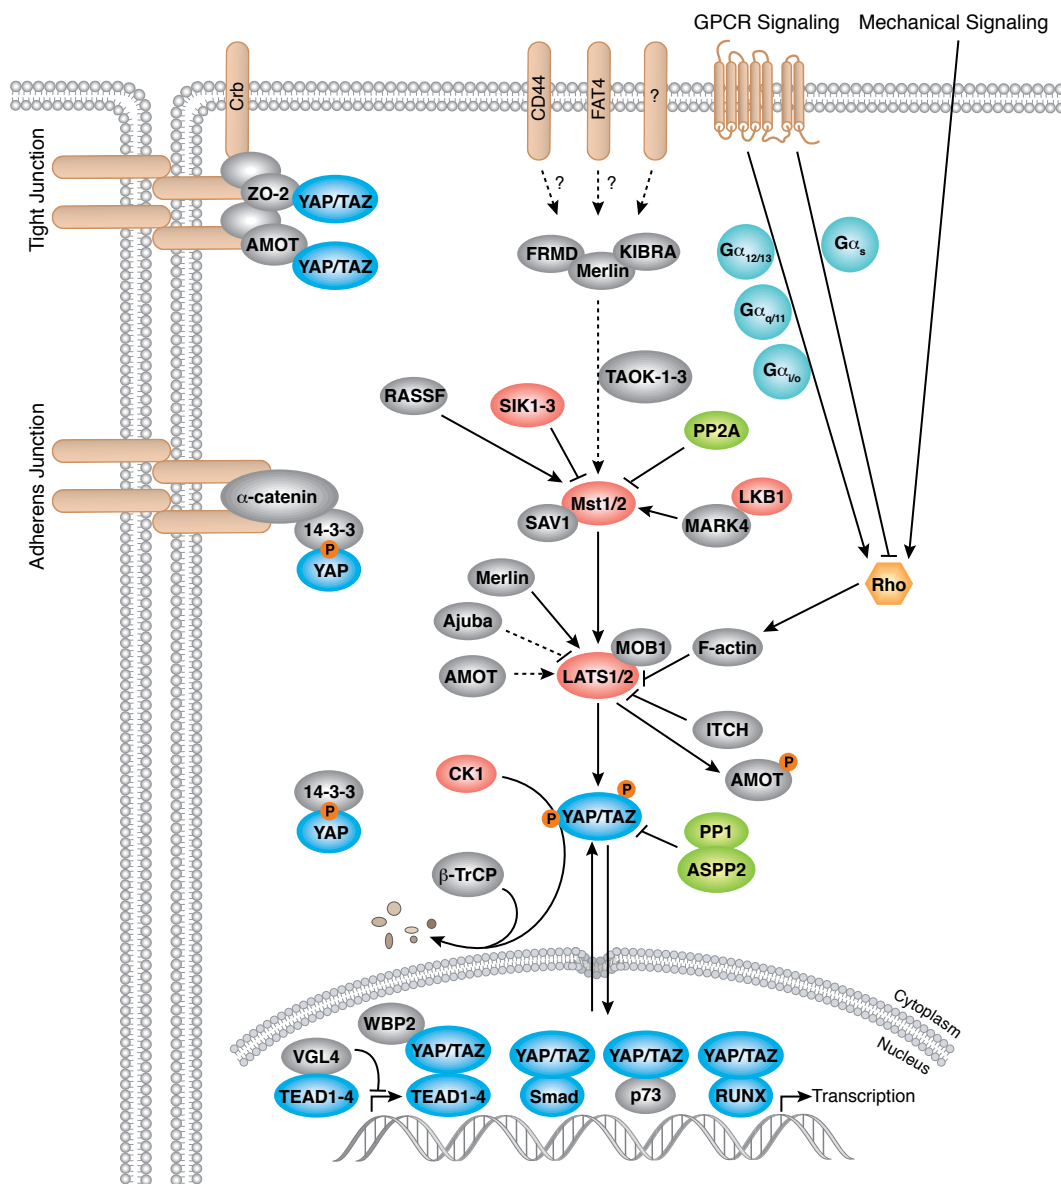 GPCR Signaling
Mechanical Signaling
Crb
CD44
FAT4
?
Tight Junction
ZO-2
YAP/TAZ
AMOT
YAP/TAZ
?
?
FRMD
Merlin
KIBRA
Gα12/13
Gαs
Gαq/11
Gαi/o
TAOK-1-3
RASSF
SIK1-3
PP2A
Adherens Junction
α-catenin
14-3-3
P
YAP
Mst1/2
SAV1
LKB1
MARK4
Rho
Merlin
Ajuba
AMOT
MOB1
LATS1/2
F-actin
ITCH
AMOT
P
CK1
14-3-3
P
YAP
P
P
YAP/TAZ
PP1
ASPP2
β-TrCP
Cytoplasm
Nucleus
WBP2
VGL4
YAP/TAZ
YAP/TAZ
YAP/TAZ
YAP/TAZ
TEAD1-4
TEAD1-4
Smad
p73
RUNX
Transcription